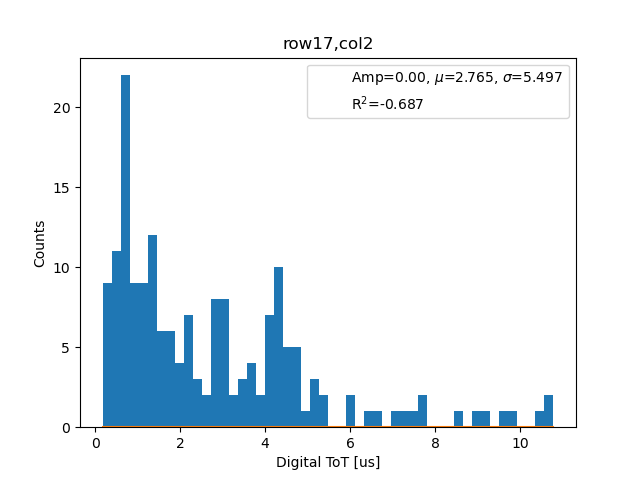 row17,col2
Amp=0.00, μ=2.765, σ=5.497
R²=-0.687
Counts
20
15
10
5
0
0 2 4 6 8 10
Digital ToT [us]